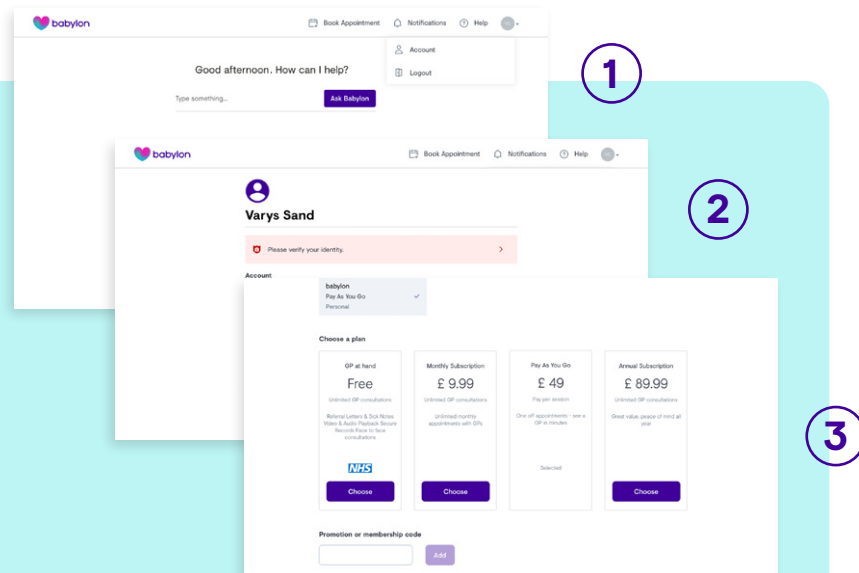 babylon
Book Appointment
Notifications
Help
Account
Logout
Good afternoon. How can I help?
Type something...
Ask Babylon
1
babylon
Book Appointment
Notifications
Help
2
Varys Sand
Please verify your identity.
Account
babylon
Pay As You Go
Personal
3
Choose a plan
GP at hand
Free
Unlimited GP consultations
Referral Letters & Sick Notes
Video & Audio Playback Secure
Records Face to face
consultations
NHS
Choose
Monthly Subscription
£ 9.99
Unlimited GP consultations
Unlimited monthly
appointments with GPs
Choose
Pay As You Go
£ 49
Pay per session
One off appointments - see a
GP in minutes
Selected
Annual Subscription
£ 89.99
Unlimited GP consultations
Great value peace of mind all
year
Choose
Promotion or membership code
Add